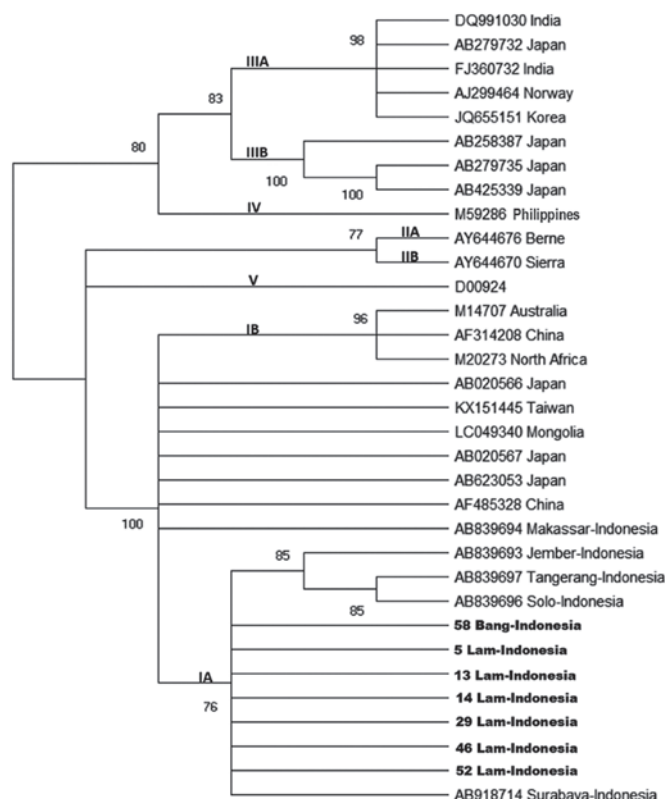 DQ991030 India
98
AB279732 Japan
IIIA
FJ360732 India
83
AJ299464 Norway
JQ655151 Korea
80
AB258387 Japan
IIIB
AB279735 Japan
100
100
AB425339 Japan
IV
M59286 Philippines
77
IIA
AY644676 Berne
IIB
AY644670 Sierra
V
D00924
M14707 Australia
96
IB
AF314208 China
M20273 North Africa
AB020566 Japan
KX151445 Taiwan
LC049340 Mongolia
AB020567 Japan
AB623053 Japan
AF485328 China
100
AB839694 Makassar-Indonesia
85
AB839693 Jember-Indonesia
AB839697 Tangerang-Indonesia
85
AB839696 Solo-Indonesia
58 Bang-Indonesia
5 Lam-Indonesia
IA
13 Lam-Indonesia
76
14 Lam-Indonesia
29 Lam-Indonesia
46 Lam-Indonesia
52 Lam-Indonesia
AB918714 Surabaya-Indonesia